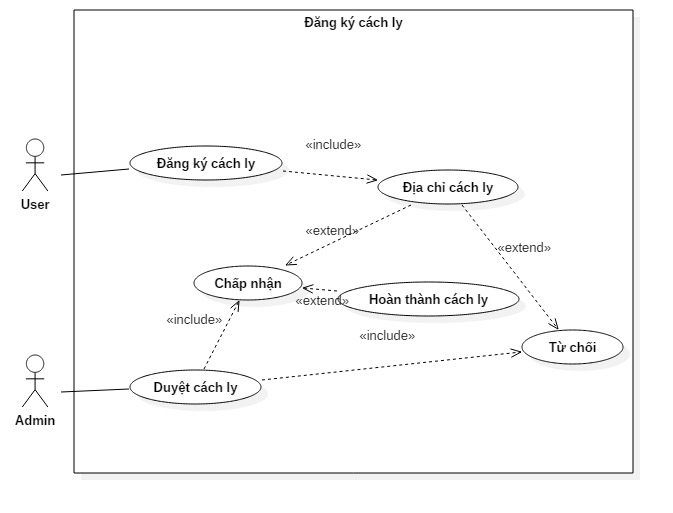 Đăng ký cách ly
«include»
Đăng ký cách ly
Địa chỉ cách ly
User
«extend»
«extend»
Chấp nhận
Hoàn thành cách ly
«extend»
«include»
«include»
Từ chối
Duyệt cách ly
Admin